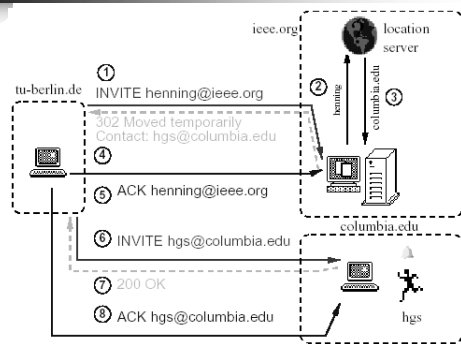 ieee.org
location
server
tu-berlin.de
①
INVITE henning@ieee.org
②
henning
columbia.edu
③
302 Moved temporarily
Contact: hgs@columbia.edu
④
⑤ ACK henning@ieee.org
columbia.edu
⑥ INVITE hgs@columbia.edu
⑦ 200 OK
⑧ ACK hgs@columbia.edu
hgs